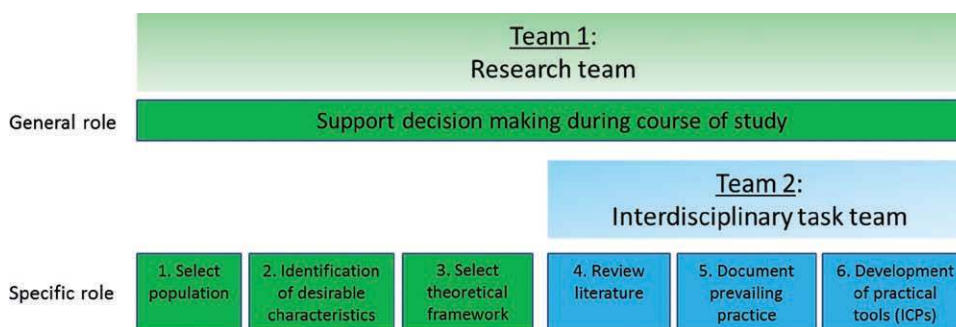 Team 1:
Research team
General role
Support decision making during course of study
Team 2:
Interdisciplinary task team
Specific role
1. Select
population
2. Identification
of desirable
characteristics
3. Select
theoretical
framework
4. Review
literature
5. Document
prevailing
practice
6. Development
of practical
tools (ICPs)